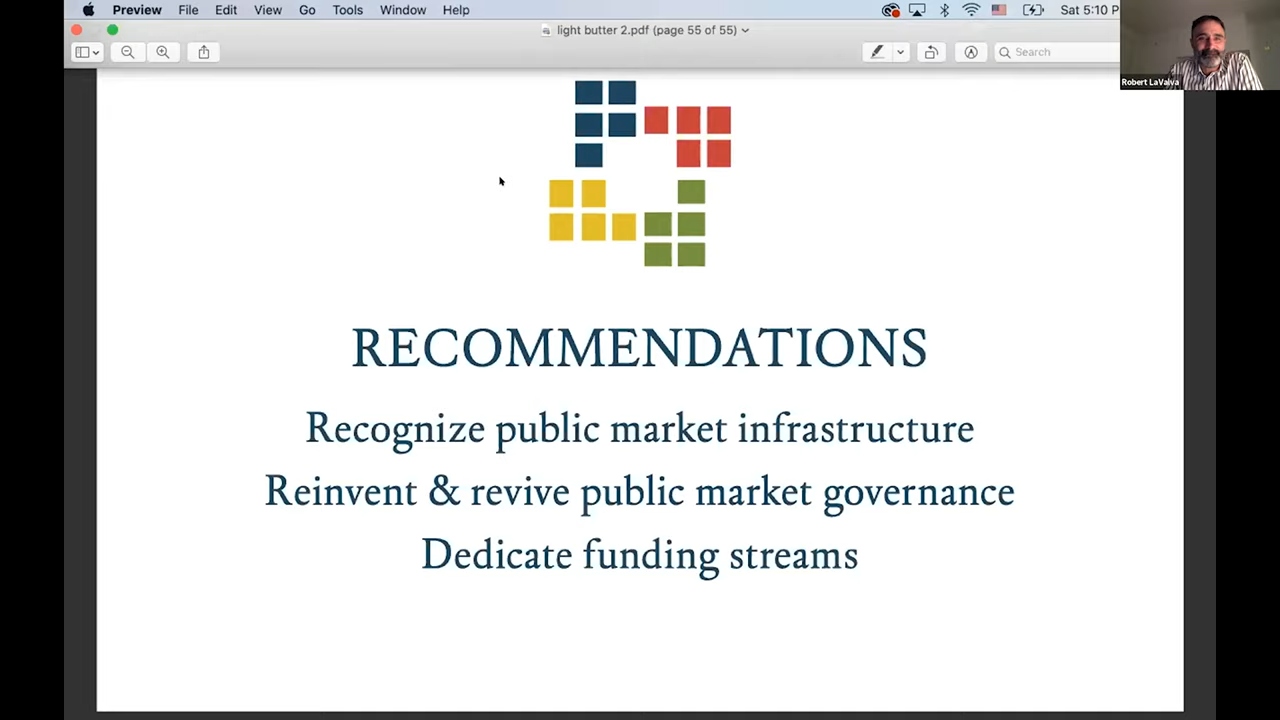 Preview File Edit View Go Tools Window Help Sat 5:10 P
light butter 2.pdf (page 55 of 55)
Search
Robert LaValva
RECOMMENDATIONS
Recognize public market infrastructure
Reinvent & revive public market governance
Dedicate funding streams